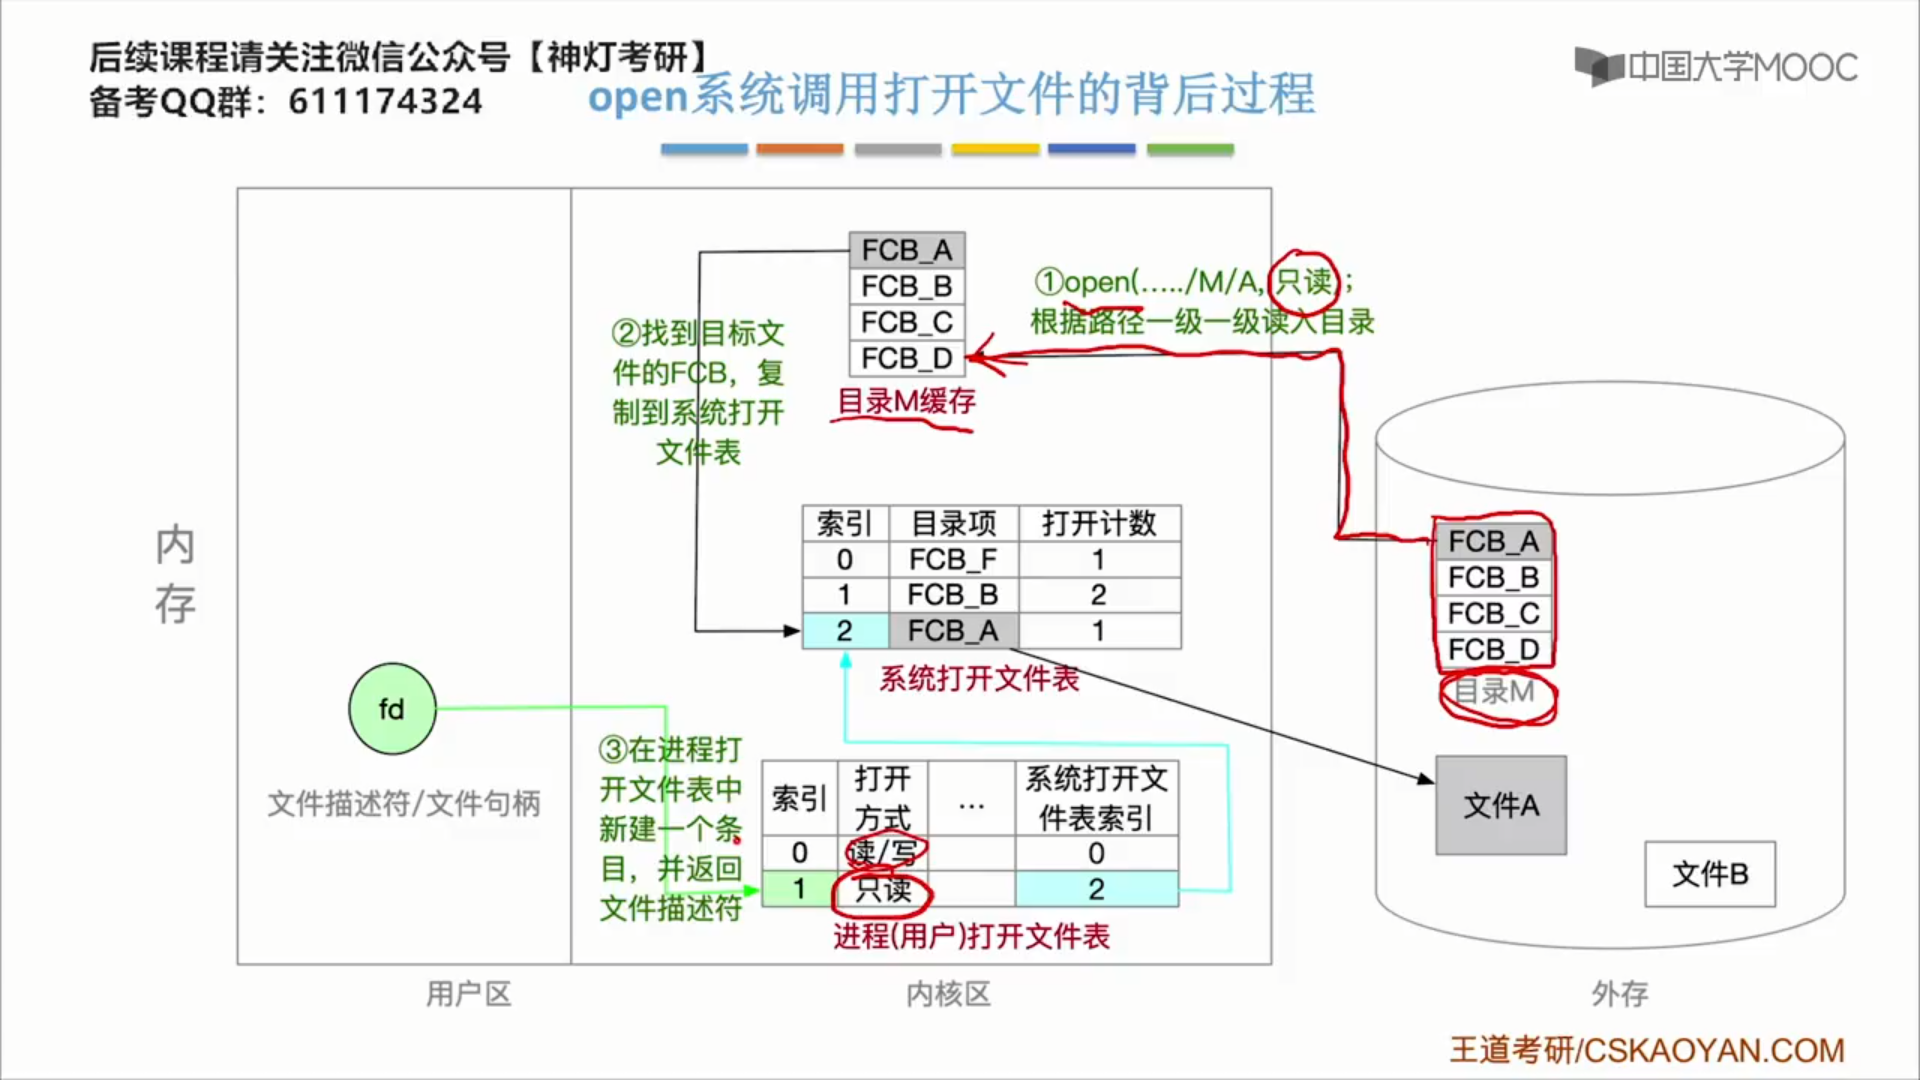 后续课程请关注微信公众号【神灯考研】
备考QQ群：611174324
中国大学MOOC
open系统调用打开文件的背后过程
FCB_A
FCB_B
FCB_C
FCB_D
目录M缓存
①open(...../M/A, 只读) ;
根据路径一级一级读入目录
②找到目标文
件的FCB，复
制到系统打开
文件表
内
存
索引 目录项 打开计数
0 FCB_F 1
1 FCB_B 2
2 FCB_A 1
系统打开文件表
FCB_A
FCB_B
FCB_C
FCB_D
目录M
文件A
文件B
fd
文件描述符/文件句柄
③在进程打
开文件表中
新建一个条
目，并返回
文件描述符
索引 打开方式 ... 系统打开文件表索引
0 读/写 0
1 只读 2
进程(用户)打开文件表
用户区
内核区
外存
王道考研/CSKAOYAN.COM